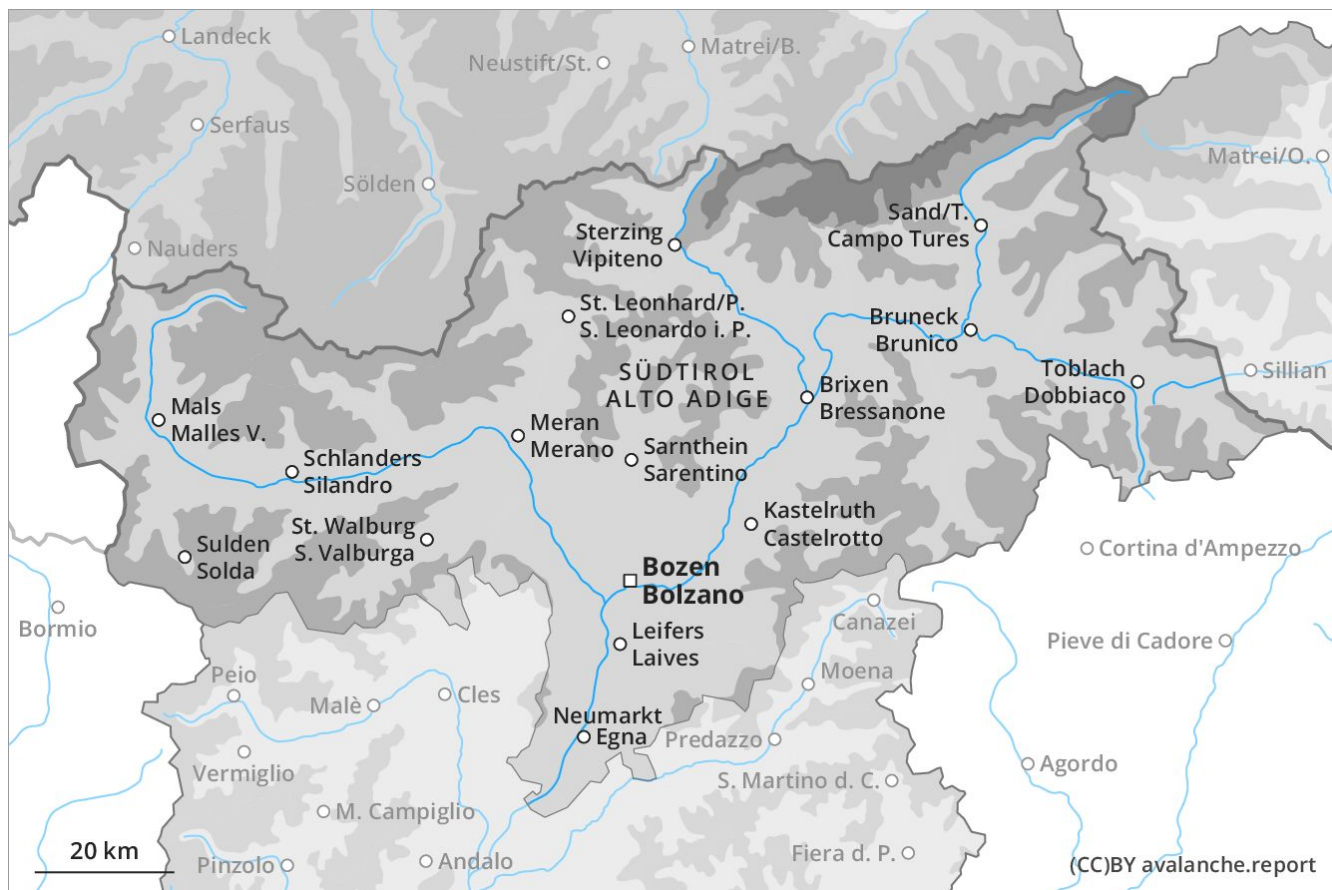 Landeck
Matrei/B.
Neustift/St.
Serfaus
Matrei/O.
Sölden
Sand/T.
Campo Tures
Sterzing
Vipiteno
Nauders
St. Leonhard/P.
S. Leonardo i. P.
Bruneck
Brunico
SÜDTIROL
ALTO ADIGE
Toblach
Dobbiaco
Sillian
Brixen
Bressanone
Mals
Malles V.
Meran
Merano
Sarnthein
Sarentino
Schlanders
Silandro
Kastelruth
Castelrotto
St. Walburg
S. Valburga
Sulden
Solda
Cortina d'Ampezzo
Bozen
Bolzano
Bormio
Canazei
Leifers
Laives
Pieve di Cadore
Moena
Peio
Malè
Cles
Neumarkt
Egna
Predazzo
Vermiglio
Agordo
S. Martino d. C.
M. Campiglio
20 km
Pinzolo
Andalo
Fiera d. P.
(CC)BY avalanche.report